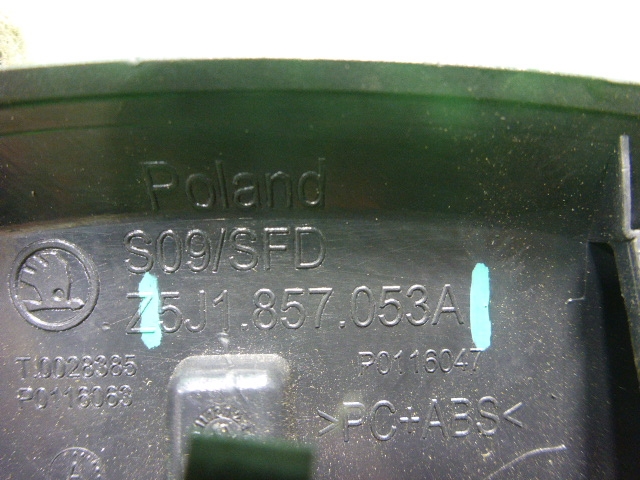 Poland
S09/SFD
Z5J1.857.053A
T.0028385 P0116047
P0116063
>PC+ABS<